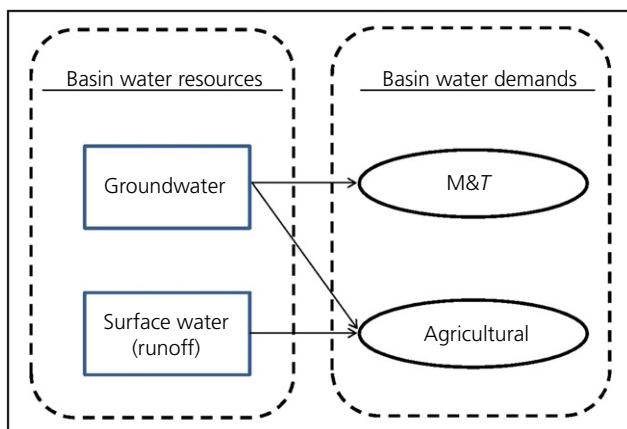 Basin water resources
Basin water demands
Groundwater
M&T
Surface water
(runoff)
Agricultural